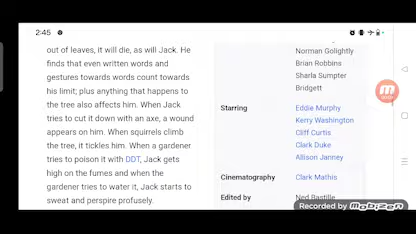 2:45
out of leaves, it will die, as will Jack. He
finds that even written words and
gestures towards words count towards
his limit; plus anything that happens to
the tree also affects him. When Jack
tries to cut it down with an axe, a wound
appears on him. When squirrels climb
the tree, it tickles him. When a gardener
tries to poison it with DDT, Jack gets
high on the fumes and when the
gardener tries to water it, Jack starts to
sweat and perspire profusely.
Norman Golightly
Brian Robbins
Sharla Sumpter
Bridgett
Starring
Eddie Murphy
Kerry Washington
Cliff Curtis
Clark Duke
Allison Janney
Cinematography
Clark Mathis
Edited by
Ned Bastille
Recorded by
Mobizen